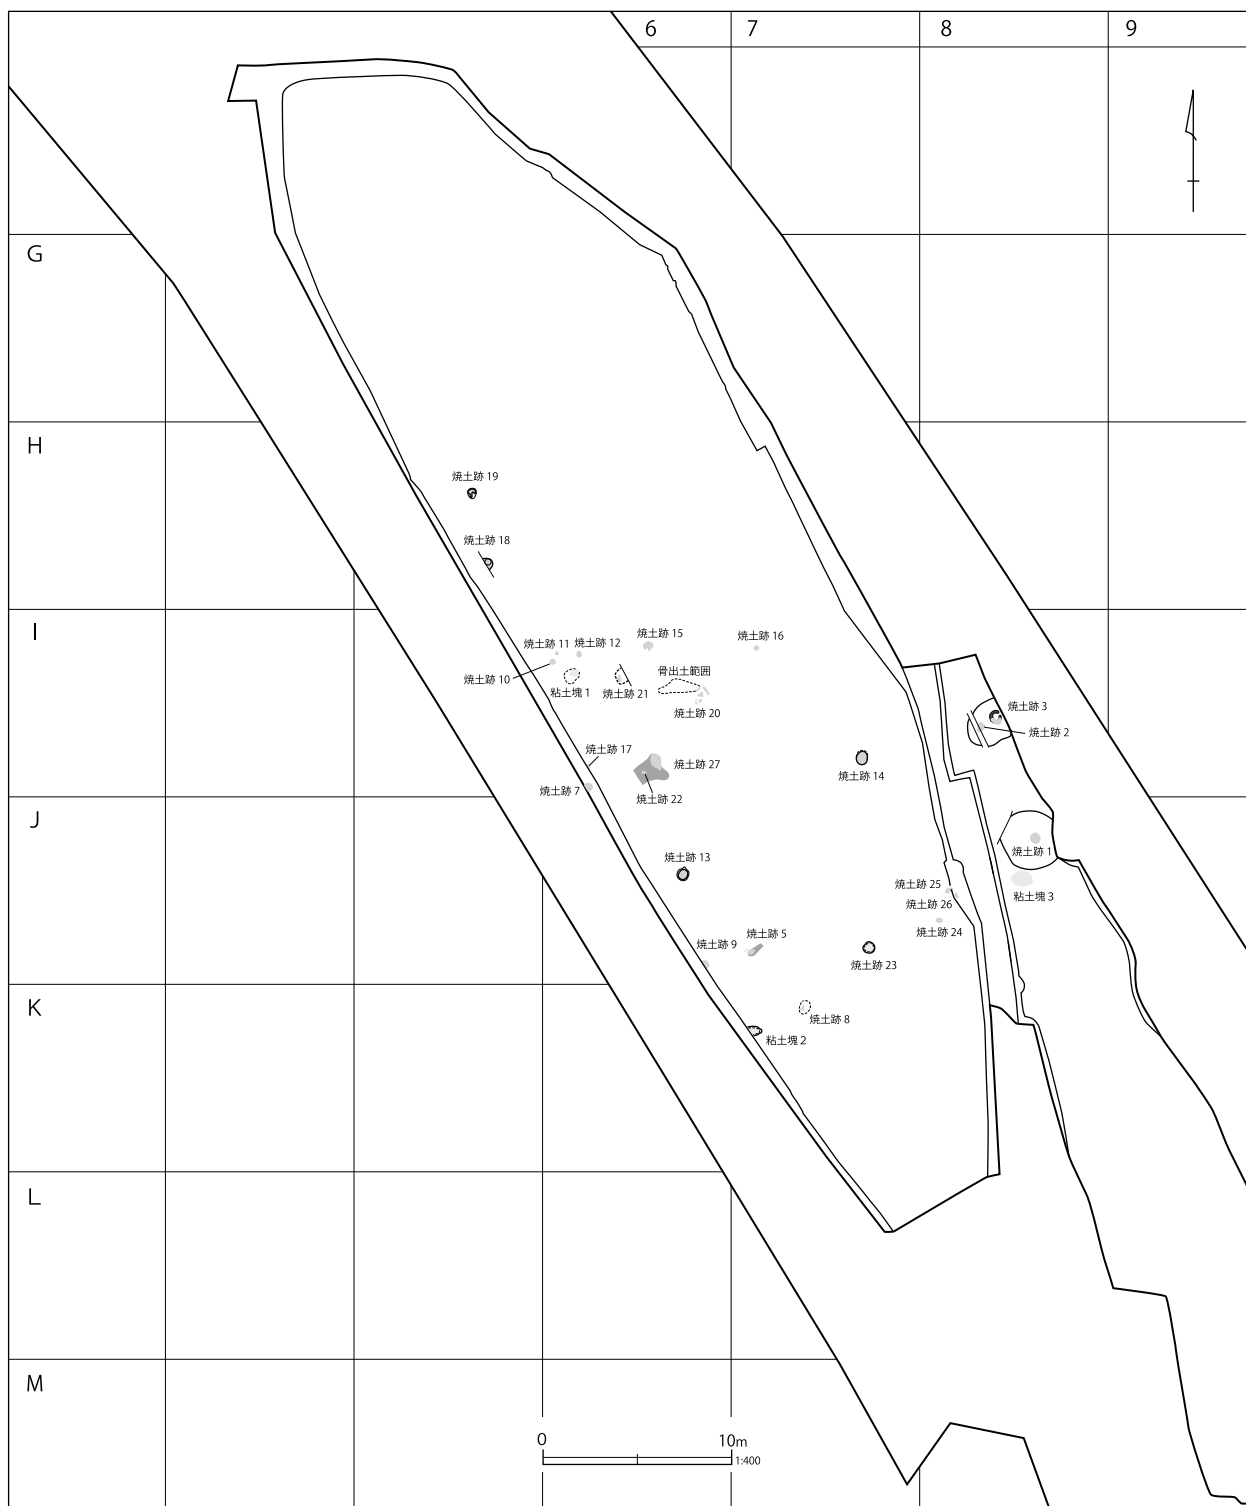 6
7
8
9
G
H
焼土跡 19
焼土跡 18
I
焼土跡 11
焼土跡 12
焼土跡 15
焼土跡 16
焼土跡 10
粘土塊 1
焼土跡 21
骨出土範囲
焼土跡 20
焼土跡 3
焼土跡 2
焼土跡 17
焼土跡 27
焼土跡 14
焼土跡 7
焼土跡 22
J
焼土跡 13
焼土跡 1
焼土跡 25
粘土塊 3
焼土跡 26
焼土跡 24
焼土跡 5
焼土跡 9
焼土跡 23
K
焼土跡 8
粘土塊 2
L
M
0
10m
1:400